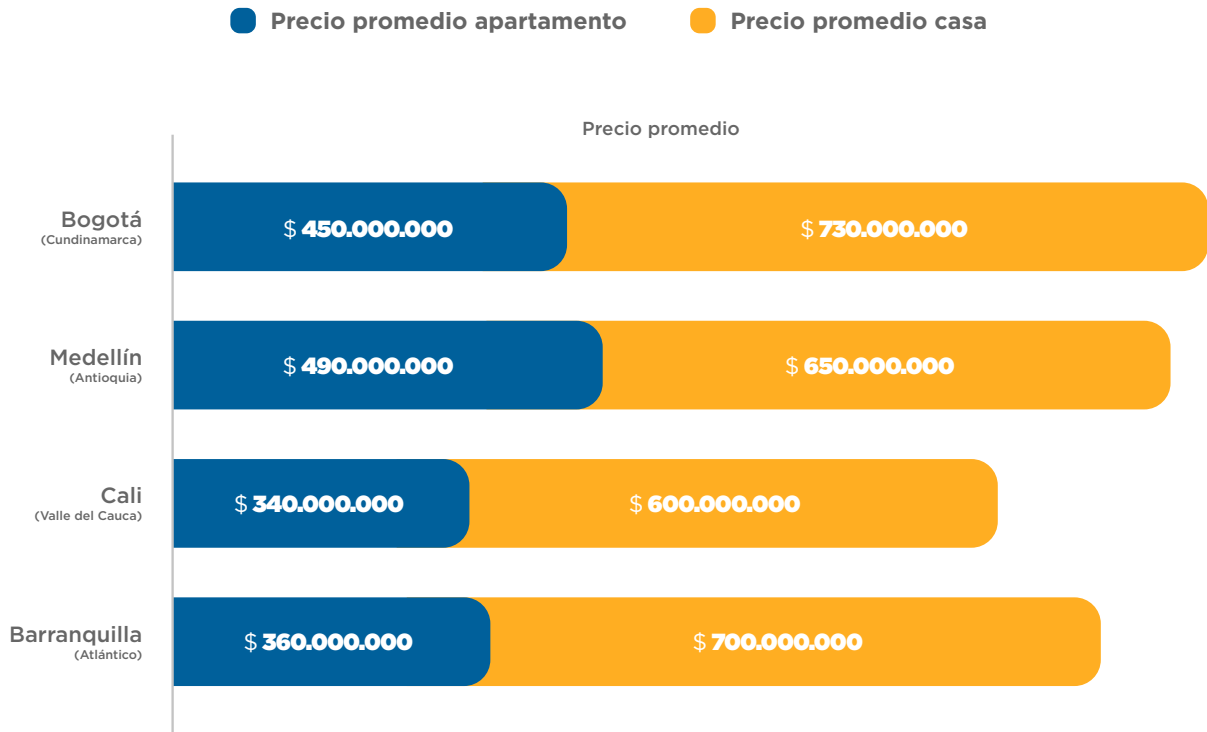 Precio promedio apartamento
Precio promedio casa
Precio promedio
Bogotá
(Cundinamarca)
$ 450.000.000
$ 730.000.000
Medellín
(Antioquia)
$ 490.000.000
$ 650.000.000
Cali
(Valle del Cauca)
$ 340.000.000
$ 600.000.000
Barranquilla
(Atlántico)
$ 360.000.000
$ 700.000.000